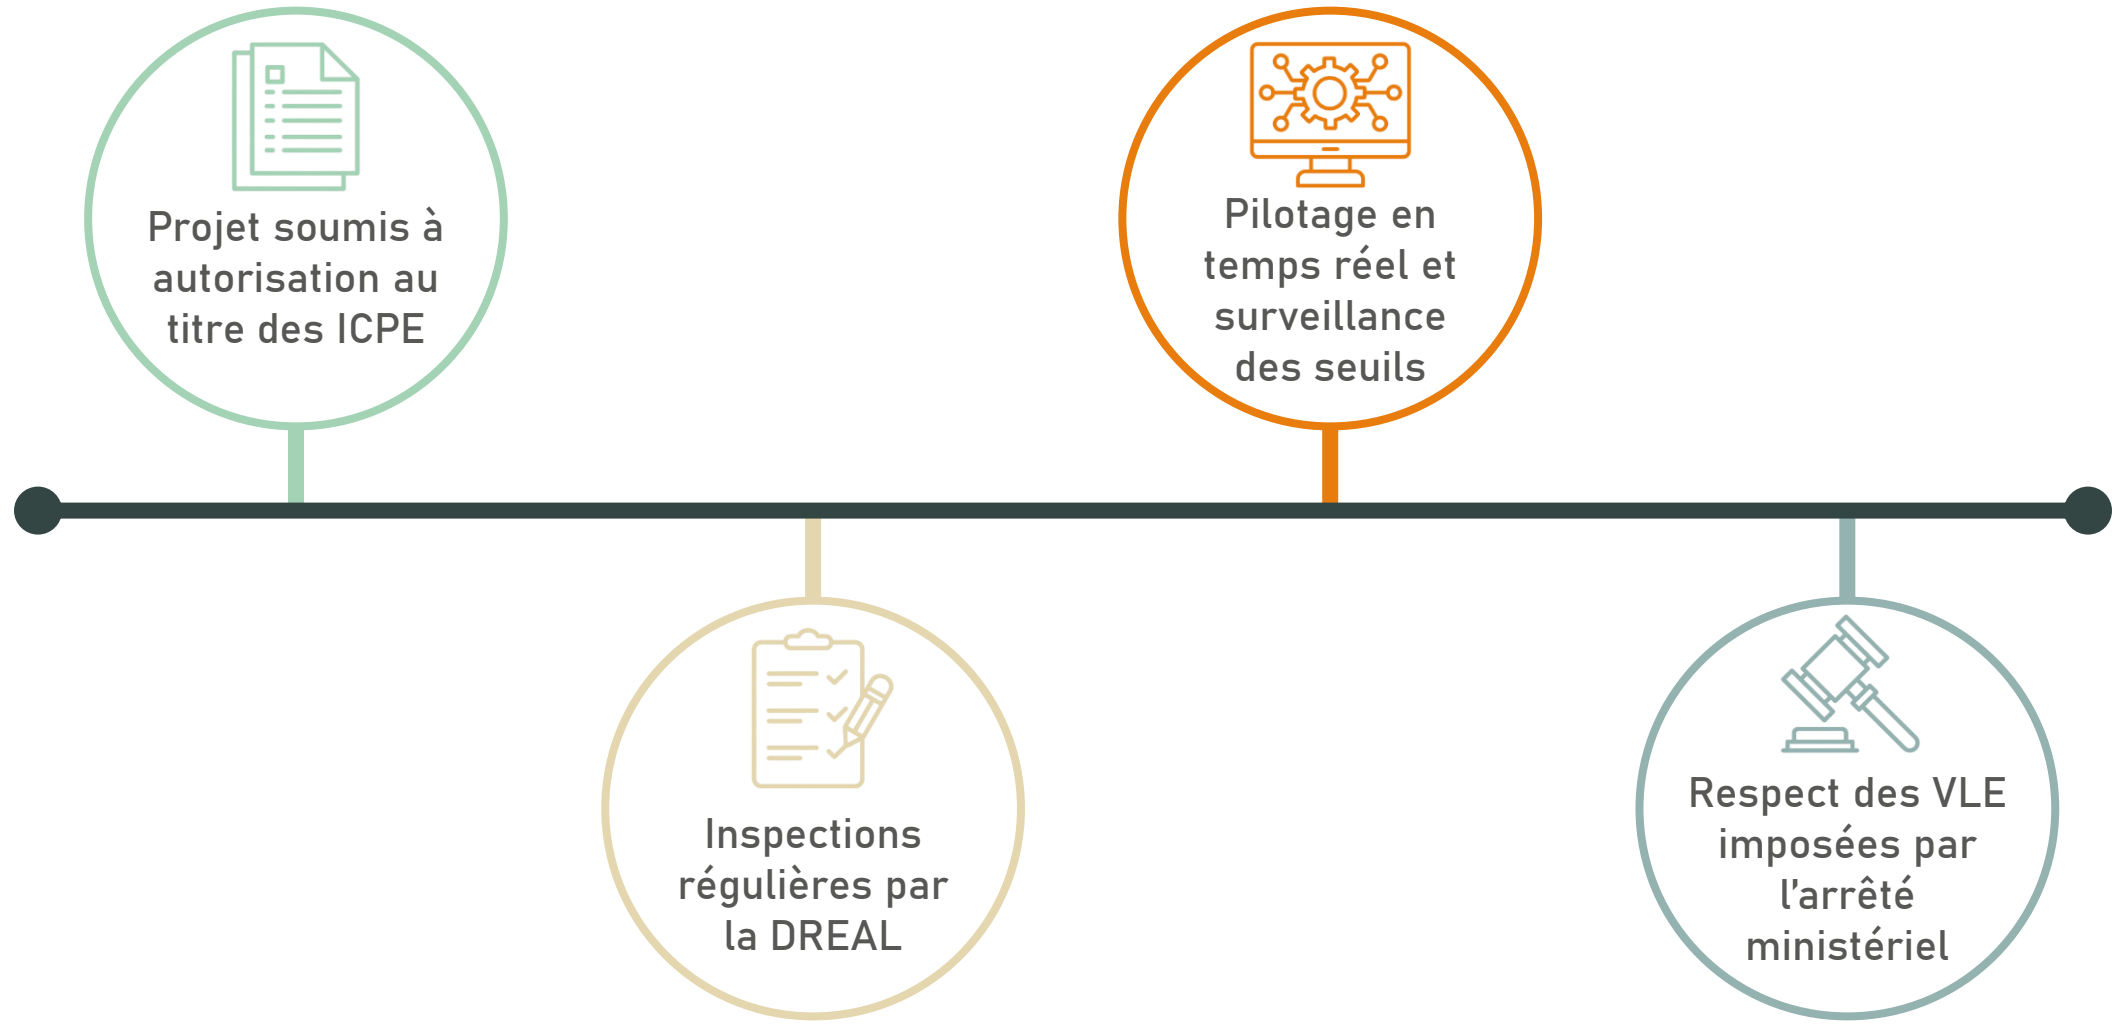 Projet soumis à
autorisation au
titre des ICPE
Inspections
régulières par
la DREAL
Pilotage en
temps réel et
surveillance
des seuils
Respect des VLE
imposées par
l’arrêté
ministériel